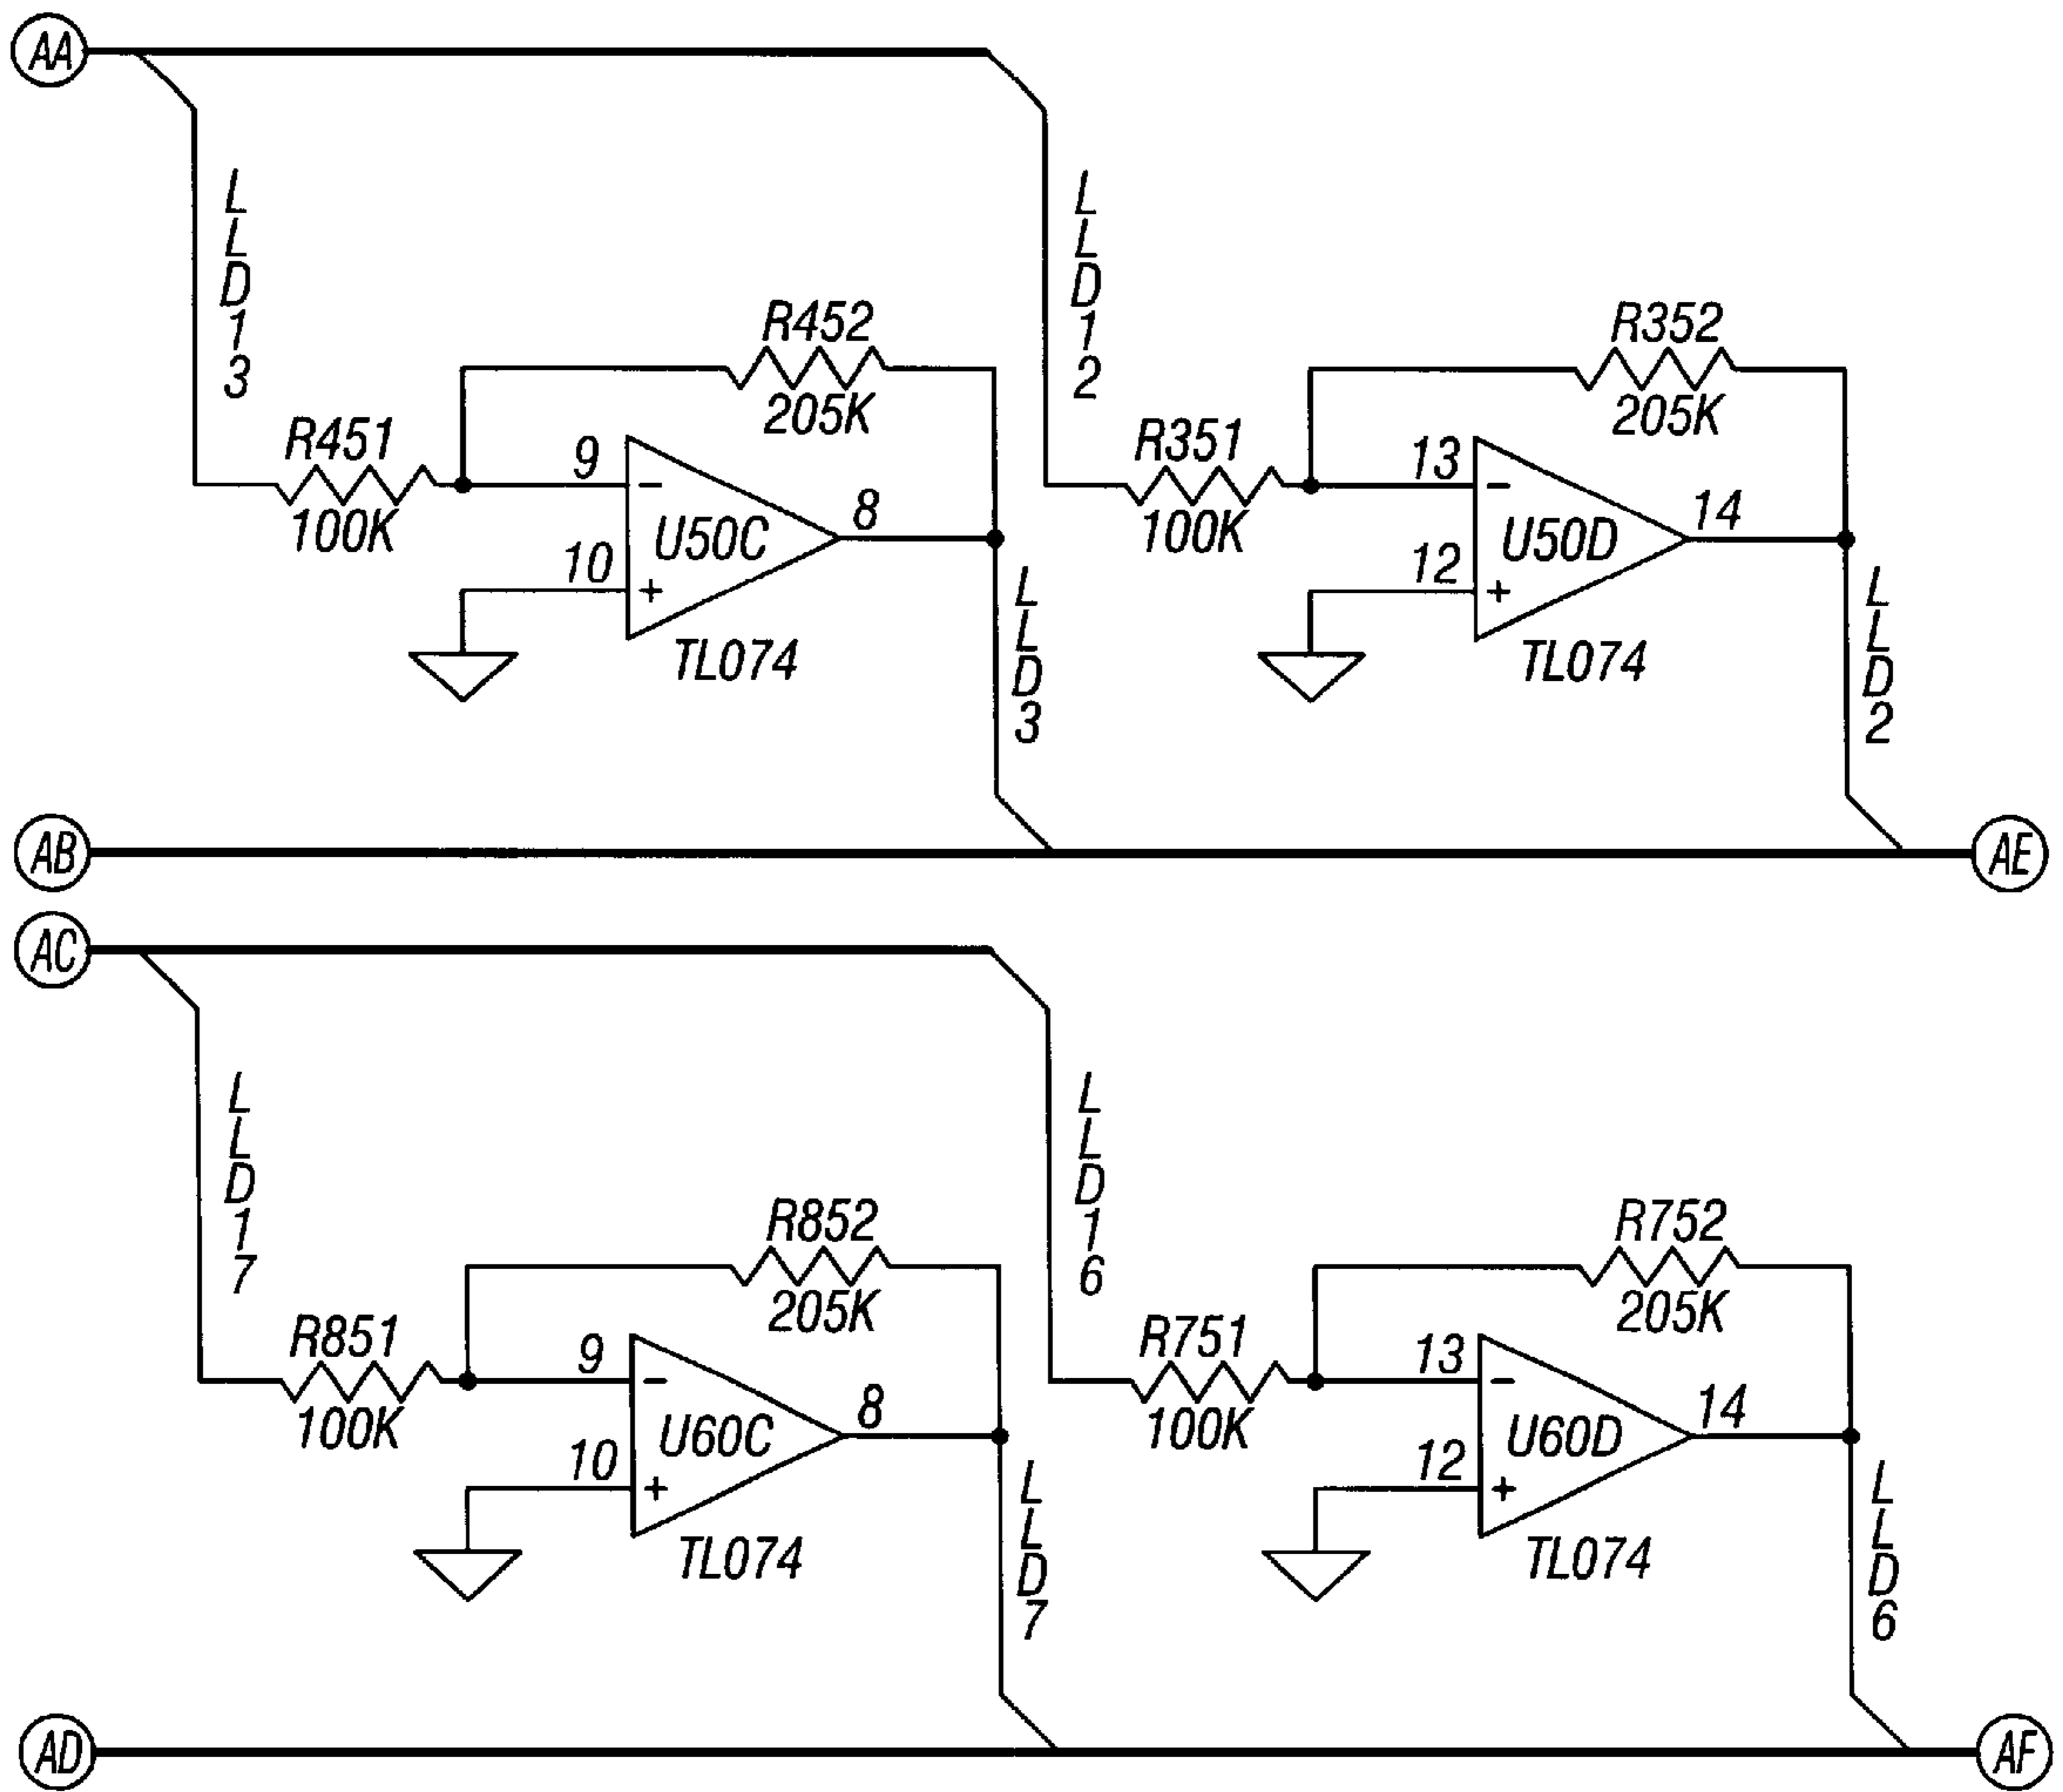 AA
LLD13
LLD12
R452
205K
R352
205K
R451
100K
9
-
10
+
U50C
8
TL074
R351
100K
13
-
12
+
U50D
14
TL074
LLD3
LLD2
AB
AE
AC
LLD17
LLD16
R852
205K
R752
205K
R851
100K
9
-
10
+
U60C
8
TL074
R751
100K
13
-
12
+
U60D
14
TL074
LLD7
LLD6
AD
AF